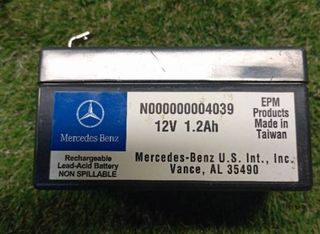 N000000004039
12V 1.2Ah
EPM
Products
Made in
Taiwan
Mercedes Benz
Rechargeable
Lead-Acid Battery
NON SPILLABLE
Mercedes-Benz U.S. Int., Inc.
Vance, AL 35490